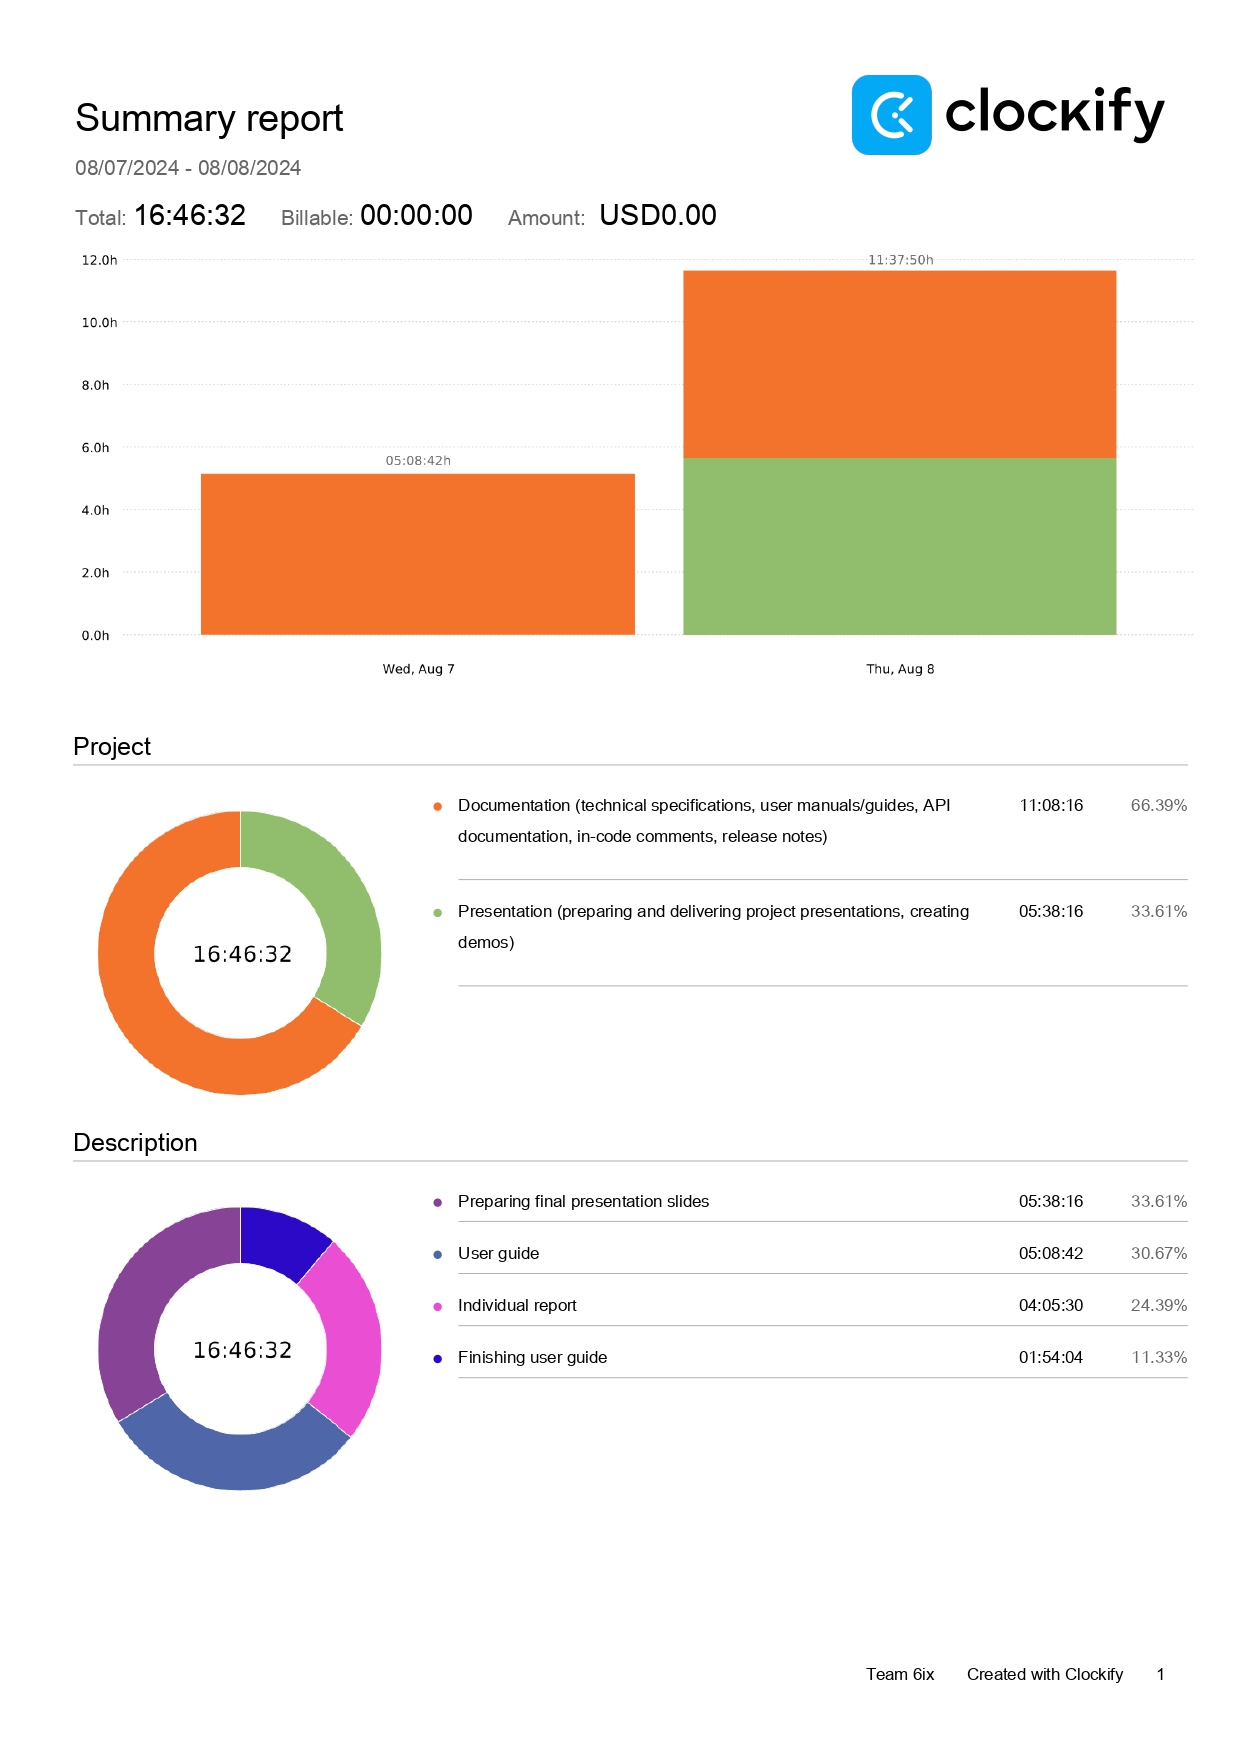 Summary report
clockify
08/07/2024 - 08/08/2024
Total: 16:46:32 Billable: 00:00:00 Amount: USD0.00
12.0h
11:37:50h
10.0h
8.0h
6.0h
05:08:42h
4.0h
2.0h
0.0h
Wed, Aug 7 Thu, Aug 8
Project
Documentation (technical specifications, user manuals/guides, API 11:08:16 66.39%
documentation, in-code comments, release notes)
Presentation (preparing and delivering project presentations, creating 05:38:16 33.61%
demos)
16:46:32
Description
Preparing final presentation slides 05:38:16 33.61%
User guide 05:08:42 30.67%
Individual report 04:05:30 24.39%
16:46:32
Finishing user guide 01:54:04 11.33%
Team 6ix Created with Clockify 1